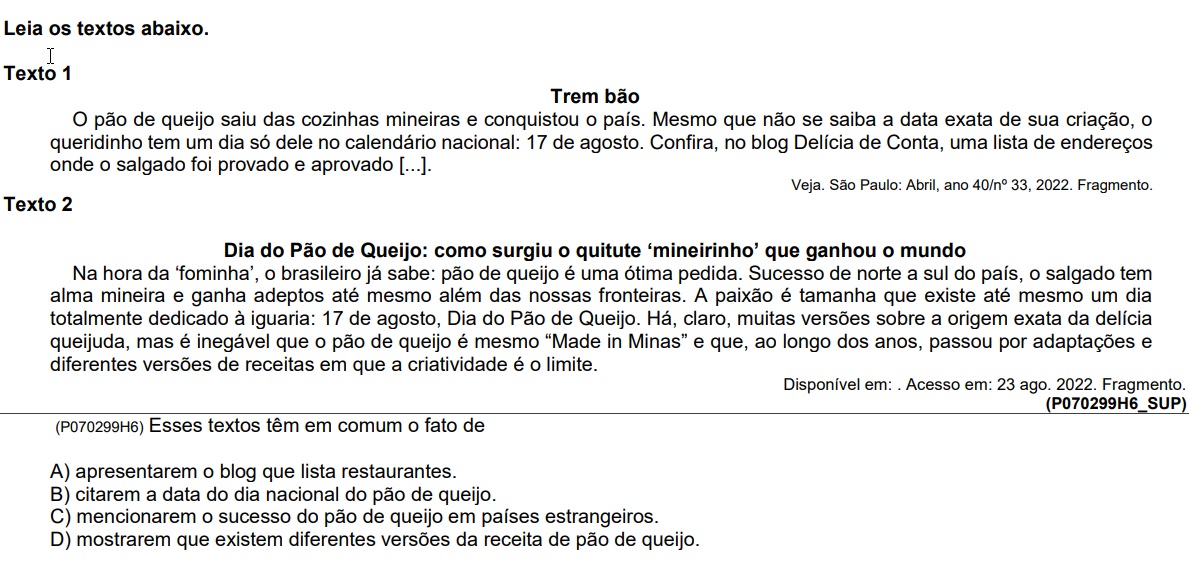 Leia os textos abaixo.
Texto 1
Trem bão
O pão de queijo saiu das cozinhas mineiras e conquistou o país. Mesmo que não se saiba a data exata de sua criação, o
queridinho tem um dia só dele no calendário nacional: 17 de agosto. Confira, no blog Delícia de Conta, uma lista de endereços
onde o salgado foi provado e aprovado [...].
Veja. São Paulo: Abril, ano 40/nº 33, 2022. Fragmento.
Texto 2
Dia do Pão de Queijo: como surgiu o quitute ‘mineirinho’ que ganhou o mundo
Na hora da ‘fominha’, o brasileiro já sabe: pão de queijo é uma ótima pedida. Sucesso de norte a sul do país, o salgado tem
alma mineira e ganha adeptos até mesmo além das nossas fronteiras. A paixão é tamanha que existe até mesmo um dia
totalmente dedicado à iguaria: 17 de agosto, Dia do Pão de Queijo. Há, claro, muitas versões sobre a origem exata da delícia
queijuda, mas é inegável que o pão de queijo é mesmo “Made in Minas” e que, ao longo dos anos, passou por adaptações e
diferentes versões de receitas em que a criatividade é o limite.
Disponível em: . Acesso em: 23 ago. 2022. Fragmento.
(P070299H6_SUP)
(P070299H6) Esses textos têm em comum o fato de
A) apresentarem o blog que lista restaurantes.
B) citarem a data do dia nacional do pão de queijo.
C) mencionarem o sucesso do pão de queijo em países estrangeiros.
D) mostrarem que existem diferentes versões da receita de pão de queijo.